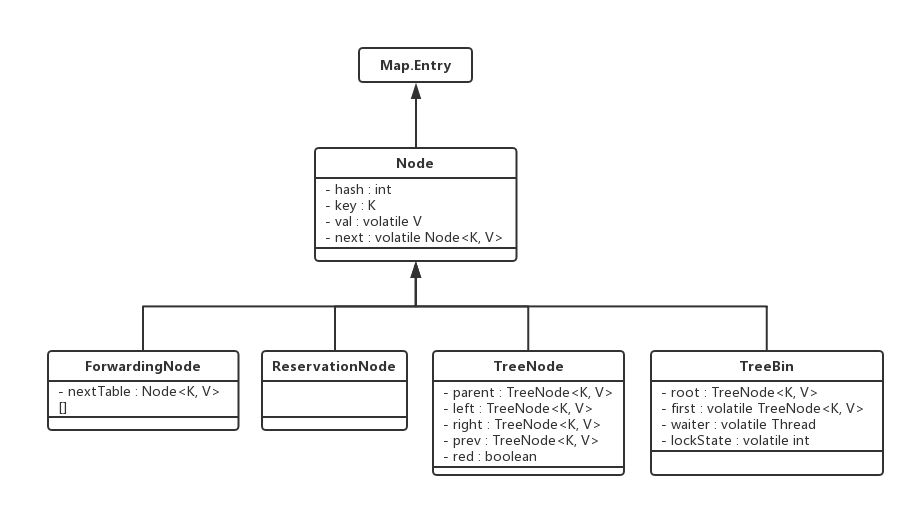 Map.Entry
Node
- hash : int
- key : K
- val : volatile V
- next : volatile Node<K, V>
ForwardingNode
- nextTable : Node<K, V>
[]
ReservationNode
TreeNode
- parent : TreeNode<K, V>
- left : TreeNode<K, V>
- right : TreeNode<K, V>
- prev : TreeNode<K, V>
- red : boolean
TreeBin
- root : TreeNode<K, V>
- first : volatile TreeNode<K, V>
- waiter : volatile Thread
- lockState : volatile int